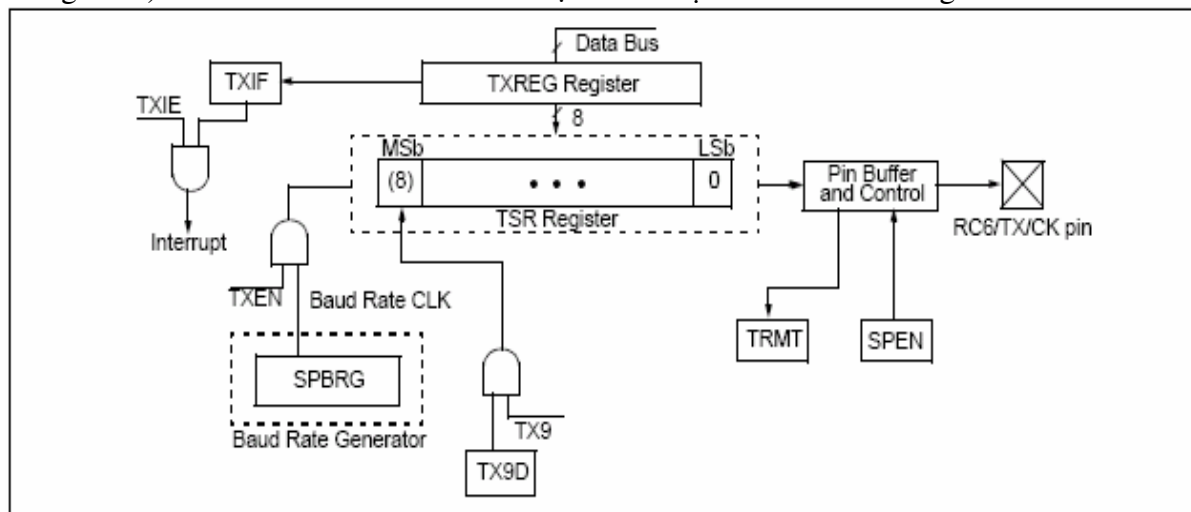 Data Bus
TXIF
TXREG Register
TXIE
8
MSb
LSb
(8)
• • •
0
Pin Buffer
and Control
TSR Register
RC6/TX/CK pin
Interrupt
TXEN
Baud Rate CLK
TRMT
SPEN
SPBRG
TX9
Baud Rate Generator
TX9D